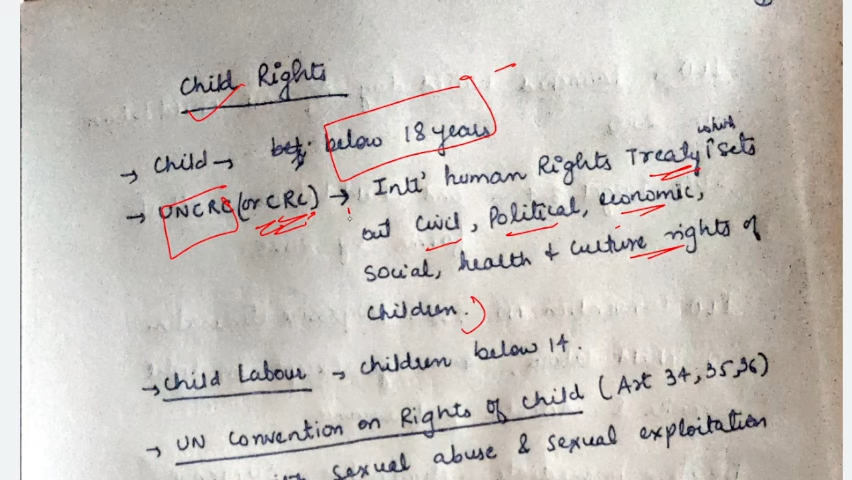 Child Rights
→ Child → below 18 years
→ UNCRC (or CRC) → Intl' human Rights Treaty which sets
out Civil, Political, economic,
social, health + culture rights of
children.
→ Child Labour → children below 14.
→ UN Convention on Rights of child (Art 34, 35, 36)
sexual abuse & sexual exploitation